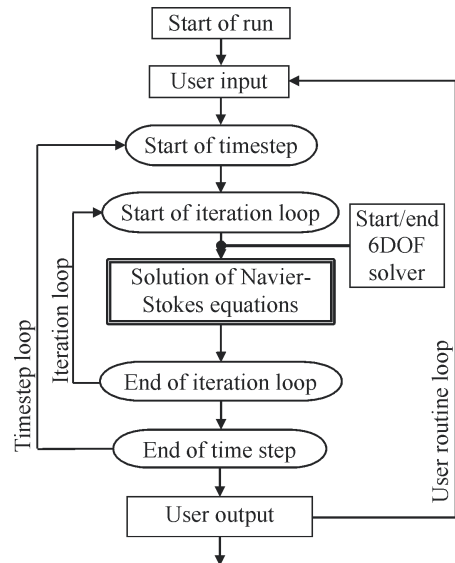 Start of run
User input
Start of timestep
Start of iteration loop
Start/end
6DOF
solver
Solution of Navier-
Stokes equations
End of iteration loop
End of time step
User output
Timestep loop
Iteration loop
User routine loop